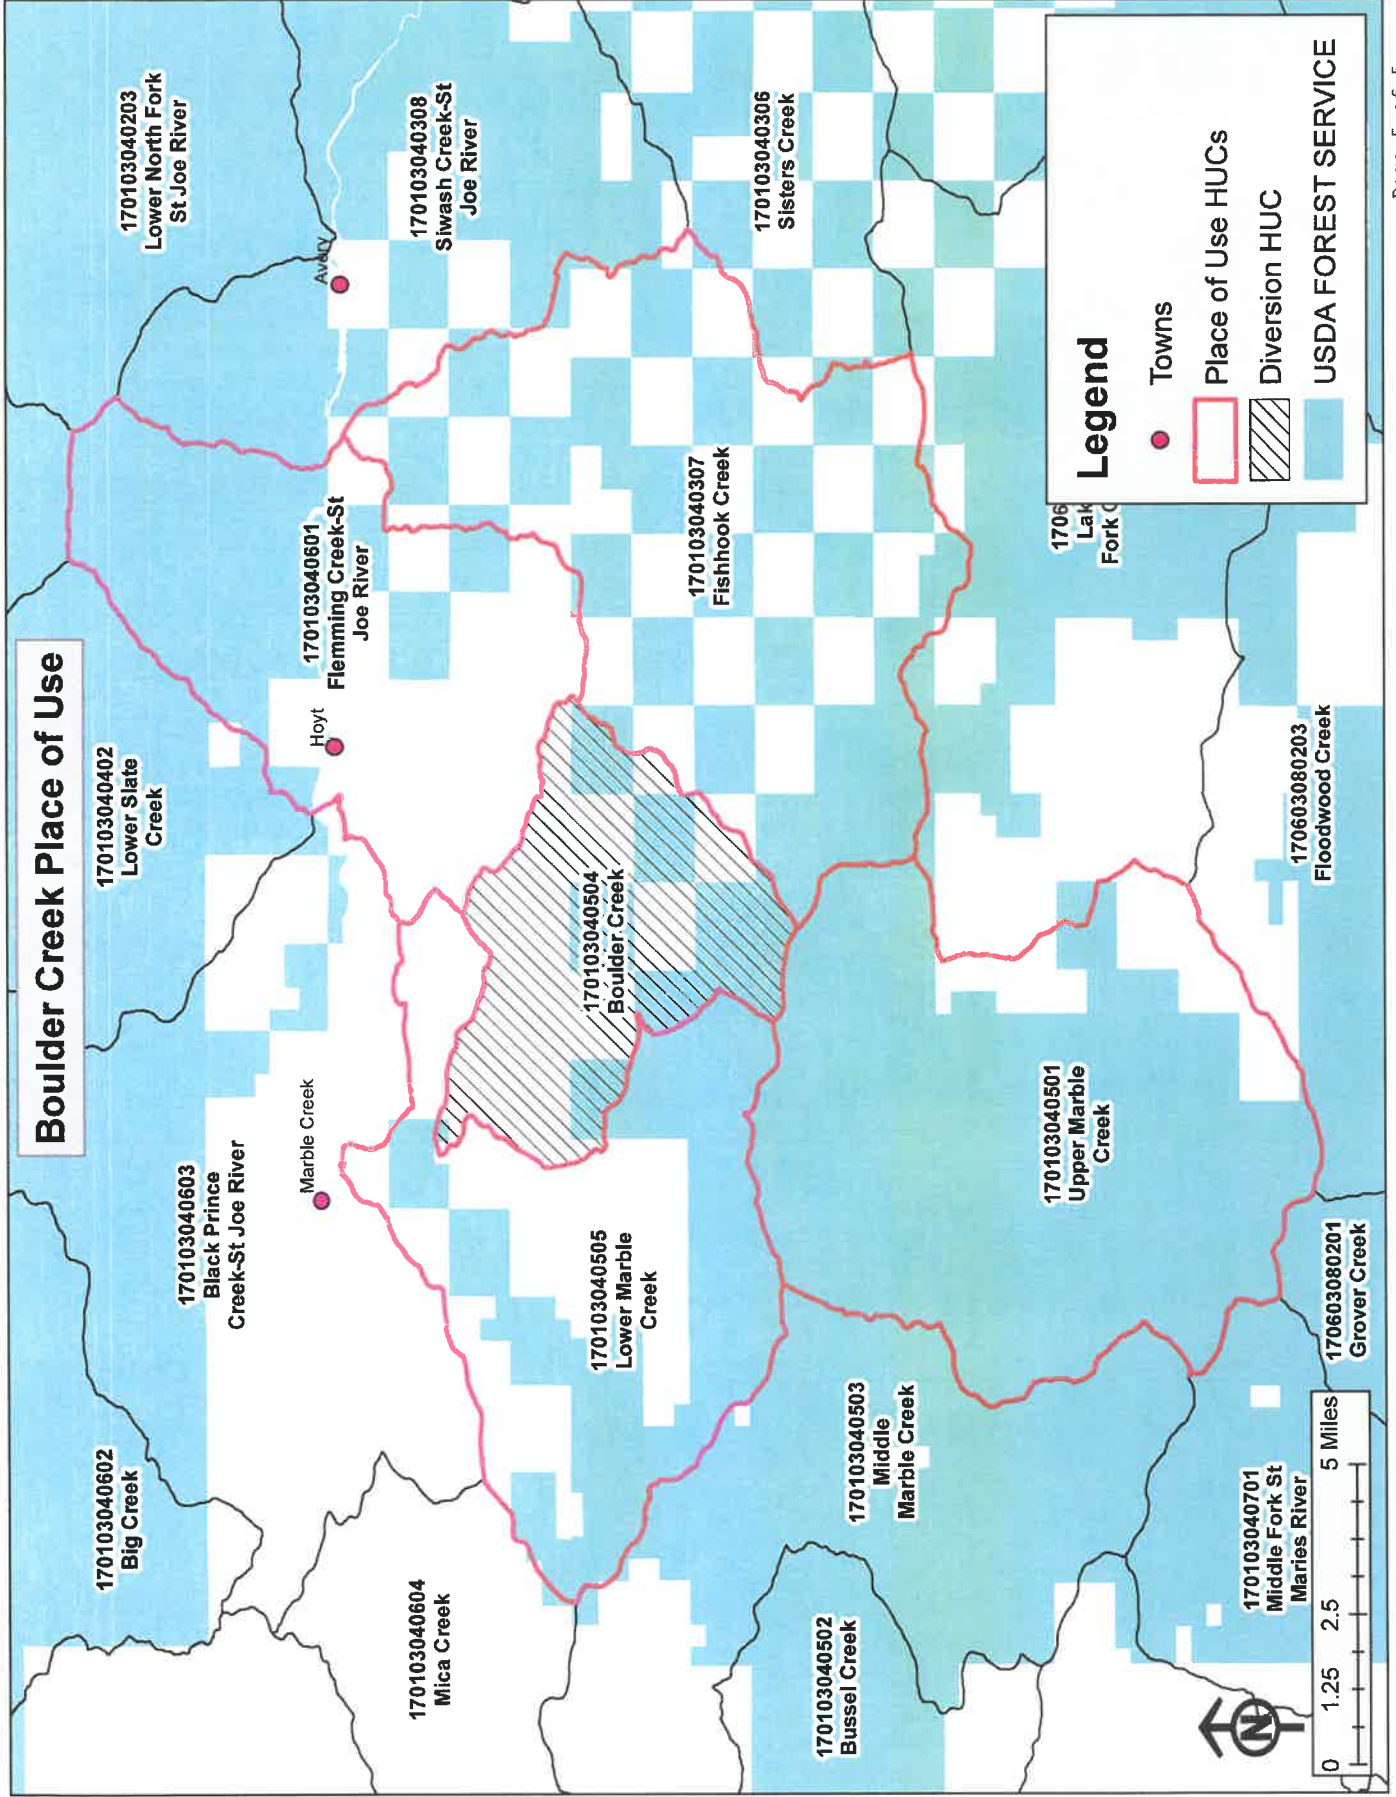 Boulder Creek Place of Use
170103040203
Lower North Fork
St Joe River
170103040402
Lower Slate
Creek
170103040602
Big Creek
170103040603
Black Prince
Creek-St Joe River
Marble Creek
Hoyt
170103040601
Flemming Creek-St
Joe River
Avery
170103040308
Siwash Creek-St
Joe River
170103040604
Mica Creek
170103040505
Lower Marble
Creek
170103040504
Boulder Creek
170103040307
Fishhook Creek
170103040306
Sisters Creek
170103040502
Bussel Creek
170103040503
Middle
Marble Creek
170103040501
Upper Marble
Creek
1706
Lak
Fork
170103040701
Middle Fork St
Maries River
170603080201
Grover Creek
170603080203
Floodwood Creek
Legend
Towns
Place of Use HUCs
Diversion HUC
USDA FOREST SERVICE
N
0 1.25 2.5 5 Miles